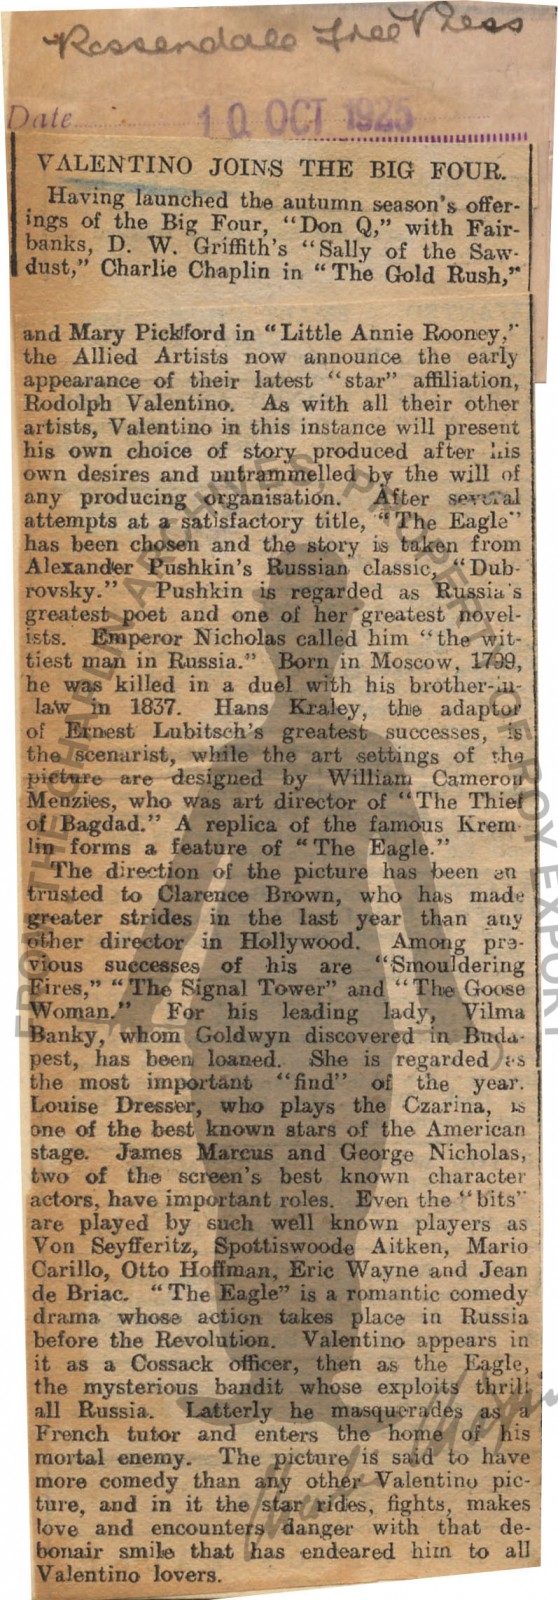 Rossendale Free Press
Date 10 OCT 1925
VALENTINO JOINS THE BIG FOUR.
Having launched the autumn season's offer-
ings of the Big Four, "Don Q," with Fair-
banks, D. W. Griffith's "Sally of the Saw-
dust," Charlie Chaplin in "The Gold Rush,"
and Mary Pickford in "Little Annie Rooney,"
the Allied Artists now announce the early
appearance of their latest "star" affiliation,
Rodolph Valentino. As with all their other
artists, Valentino in this instance will present
his own choice of story produced after his
own desires and untrammelled by the will of
any producing organisation. After several
attempts at a satisfactory title, "The Eagle"
has been chosen and the story is taken from
Alexander Pushkin's Russian classic, "Dub-
rovsky." Pushkin is regarded as Russia's
greatest poet and one of her greatest novel-
ists. Emperor Nicholas called him "the wit-
tiest man in Russia." Born in Moscow, 1799,
he was killed in a duel with his brother-in-
law in 1837. Hans Kraley, the adaptor
of Ernest Lubitsch's greatest successes, is
the scenarist, while the art settings of the
picture are designed by William Cameron
Menzies, who was art director of "The Thief
of Bagdad." A replica of the famous Krem-
lin forms a feature of "The Eagle."
The direction of the picture has been en
trusted to Clarence Brown, who has made
greater strides in the last year than any
other director in Hollywood. Among pre-
vious successes of his are "Smouldering
Fires," "The Signal Tower" and "The Goose
Woman." For his leading lady, Vilma
Banky, whom Goldwyn discovered in Buda-
pest, has been loaned. She is regarded as
the most important "find" of the year.
Louise Dresser, who plays the Czarina, is
one of the best known stars of the American
stage. James Marcus and George Nicholas,
two of the screen's best known character
actors, have important roles. Even the "bits"
are played by such well known players as
Von Seyfferitz, Spottiswoode Aitken, Mario
Carillo, Otto Hoffman, Eric Wayne and Jean
de Briac. "The Eagle" is a romantic comedy
drama whose action takes place in Russia
before the Revolution. Valentino appears in
it as a Cossack officer, then as the Eagle,
the mysterious bandit whose exploits thrill
all Russia. Latterly he masquerades as a
French tutor and enters the home of his
mortal enemy. The picture is said to have
more comedy than any other Valentino pic-
ture, and in it the star rides, fights, makes
love and encounters danger with that de-
bonair smile that has endeared him to all
Valentino lovers.
FROM THE CHAPLIN ARCHIVES. PROPERTY OF ROY EXPORT